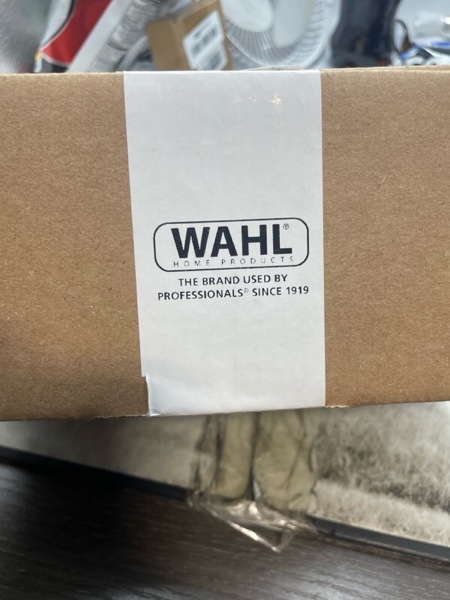 WAHL®
HOME PRODUCTS
THE BRAND USED BY
PROFESSIONALS® SINCE 1919